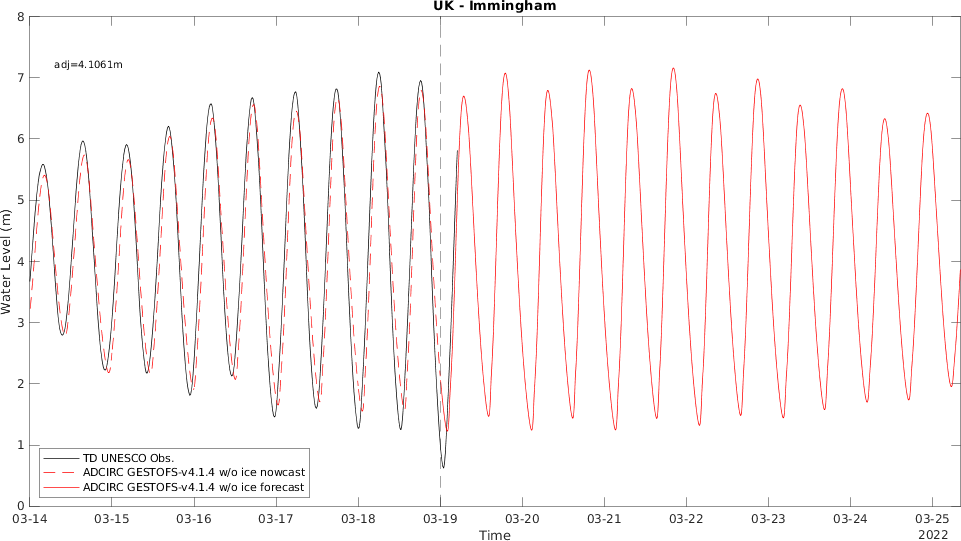 UK - Immingham
8
7
6
5
4
3
2
1
0
adj=4.1061m
Water Level (m)
TD UNESCO Obs.
ADCIRC GESTOFS-v4.1.4 w/o ice nowcast
ADCIRC GESTOFS-v4.1.4 w/o ice forecast
03-14 03-15 03-16 03-17 03-18 03-19 03-20 03-21 03-22 03-23 03-24 03-25
Time
2022